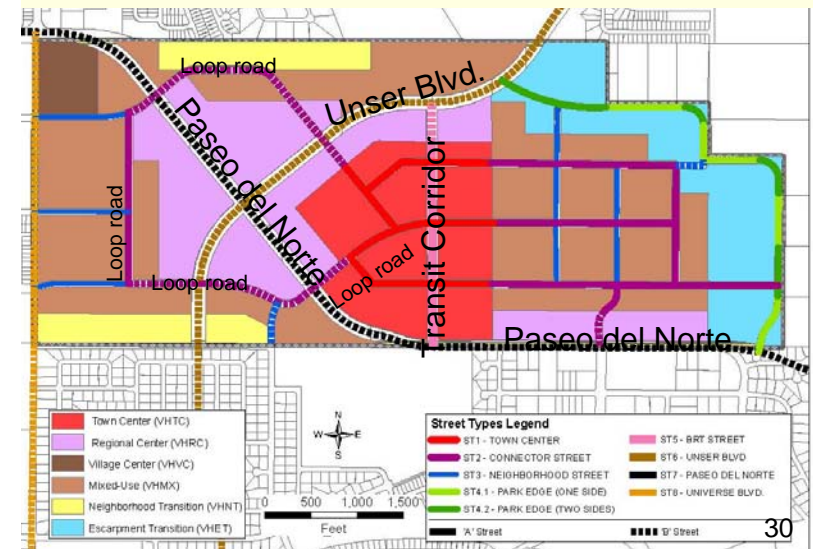 Loop road
Unser Blvd.
Paseo del Norte
Transit Corridor
Loop road
Loop road
Loop road
Paseo del Norte
Town Center (VHTC)
Regional Center (VHRC)
Village Center (VHVC)
Mixed-Use (VHMX)
Neighborhood Transition (VHNT)
Escarpment Transition (VHET)
N
W E
S
0 500 1,000 1,500
Feet
Street Types Legend
ST1 - TOWN CENTER
ST2 - CONNECTOR STREET
ST3 - NEIGHBORHOOD STREET
ST4.1 - PARK EDGE (ONE SIDE)
ST4.2 - PARK EDGE (TWO SIDES)
ST5 - BRT STREET
ST6 - UNSER BLVD
ST7 - PASEO DEL NORTE
ST8 - UNIVERSE BLVD.
'A' Street
'B' Street
30